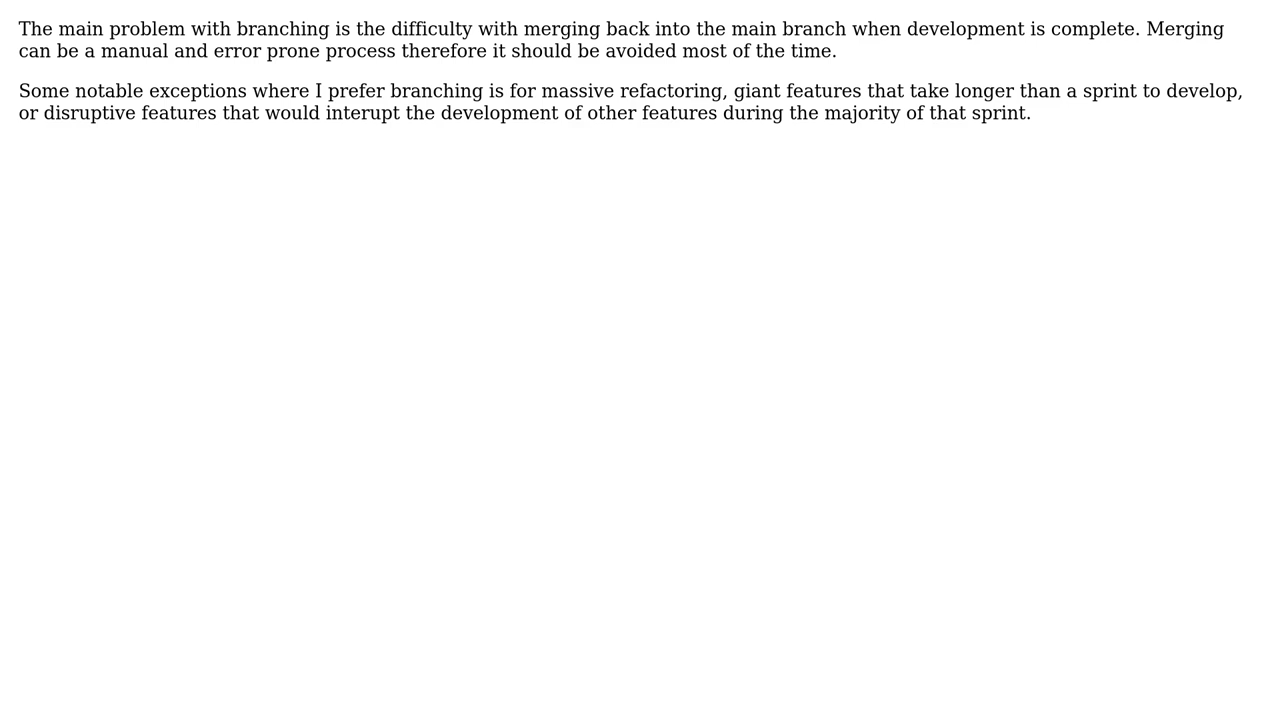 The main problem with branching is the difficulty with merging back into the main branch when development is complete. Merging
can be a manual and error prone process therefore it should be avoided most of the time.
Some notable exceptions where I prefer branching is for massive refactoring, giant features that take longer than a sprint to develop,
or disruptive features that would interupt the development of other features during the majority of that sprint.